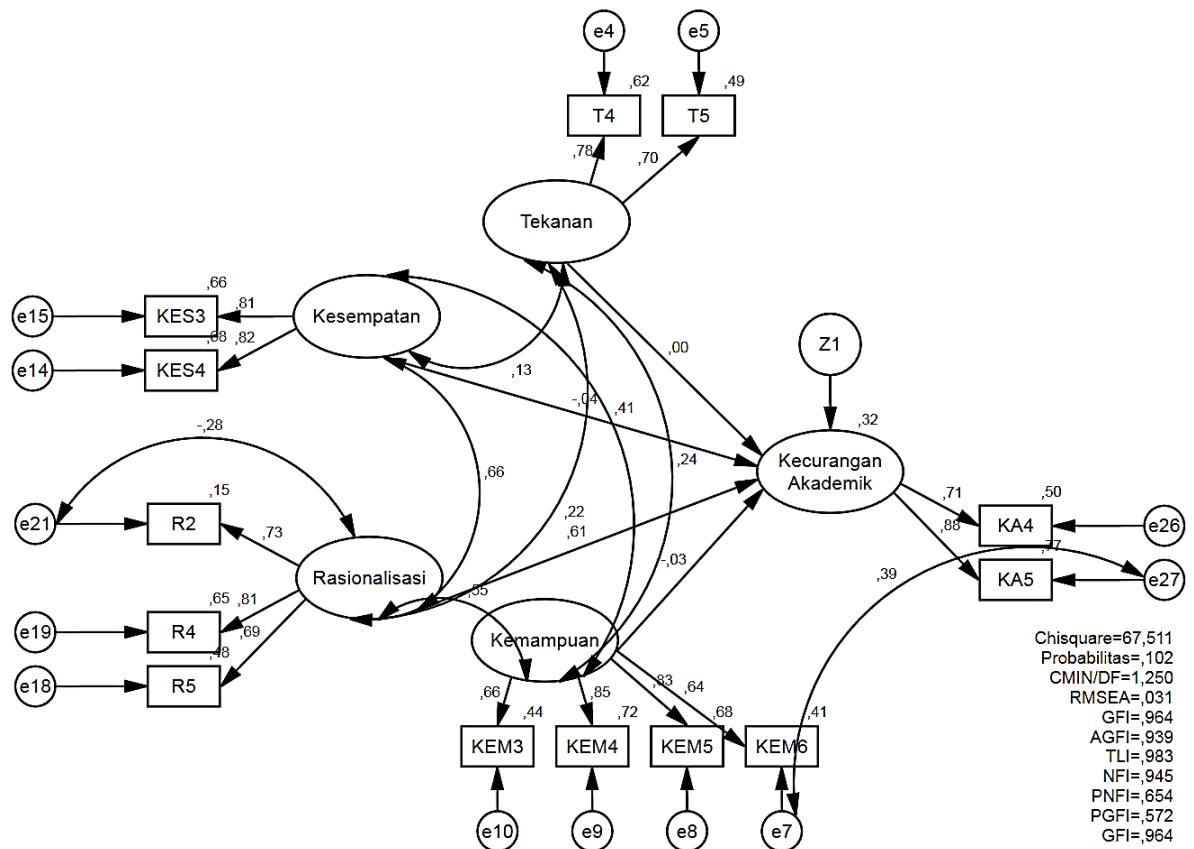 e4
e5
,62
,49
T4
T5
,78
,70
Tekanan
,66
e15
KES3
,81
Kesempatan
,68
,82
e14
KES4
,13
,00
Z1
-,04
,41
,32
-,28
,66
,24
Kecurangan
Akademik
,15
,71
,50
e21
R2
,73
,22
,88
KA4
e26
,61
-,03
,77
Rasionalisasi
,39
KA5
e27
,55
,65
,81
e19
R4
,69
Kemampuan
,48
e18
R5
,66
,85
,83
,64
,44
,72
,68
,41
KEM3
KEM4
KEM5
KEM6
e10
e9
e8
e7
Chisquare=67,511
Probabilitas=,102
CMIN/DF=1,250
RMSEA=,031
GFI=,964
AGFI=,939
TLI=,983
NFI=,945
PNFI=,654
PGFI=,572
GFI=,964